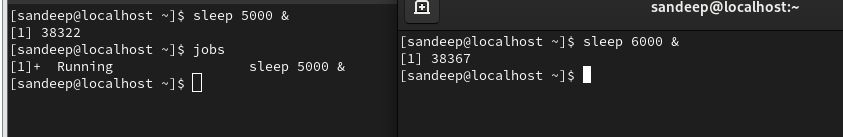 [sandeep@localhost ~]$ sleep 5000 &
[1] 38322
[sandeep@localhost ~]$ jobs
[1]+  Running                 sleep 5000 &
[sandeep@localhost ~]$
sandeep@localhost:~
[sandeep@localhost ~]$ sleep 6000 &
[1] 38367
[sandeep@localhost ~]$